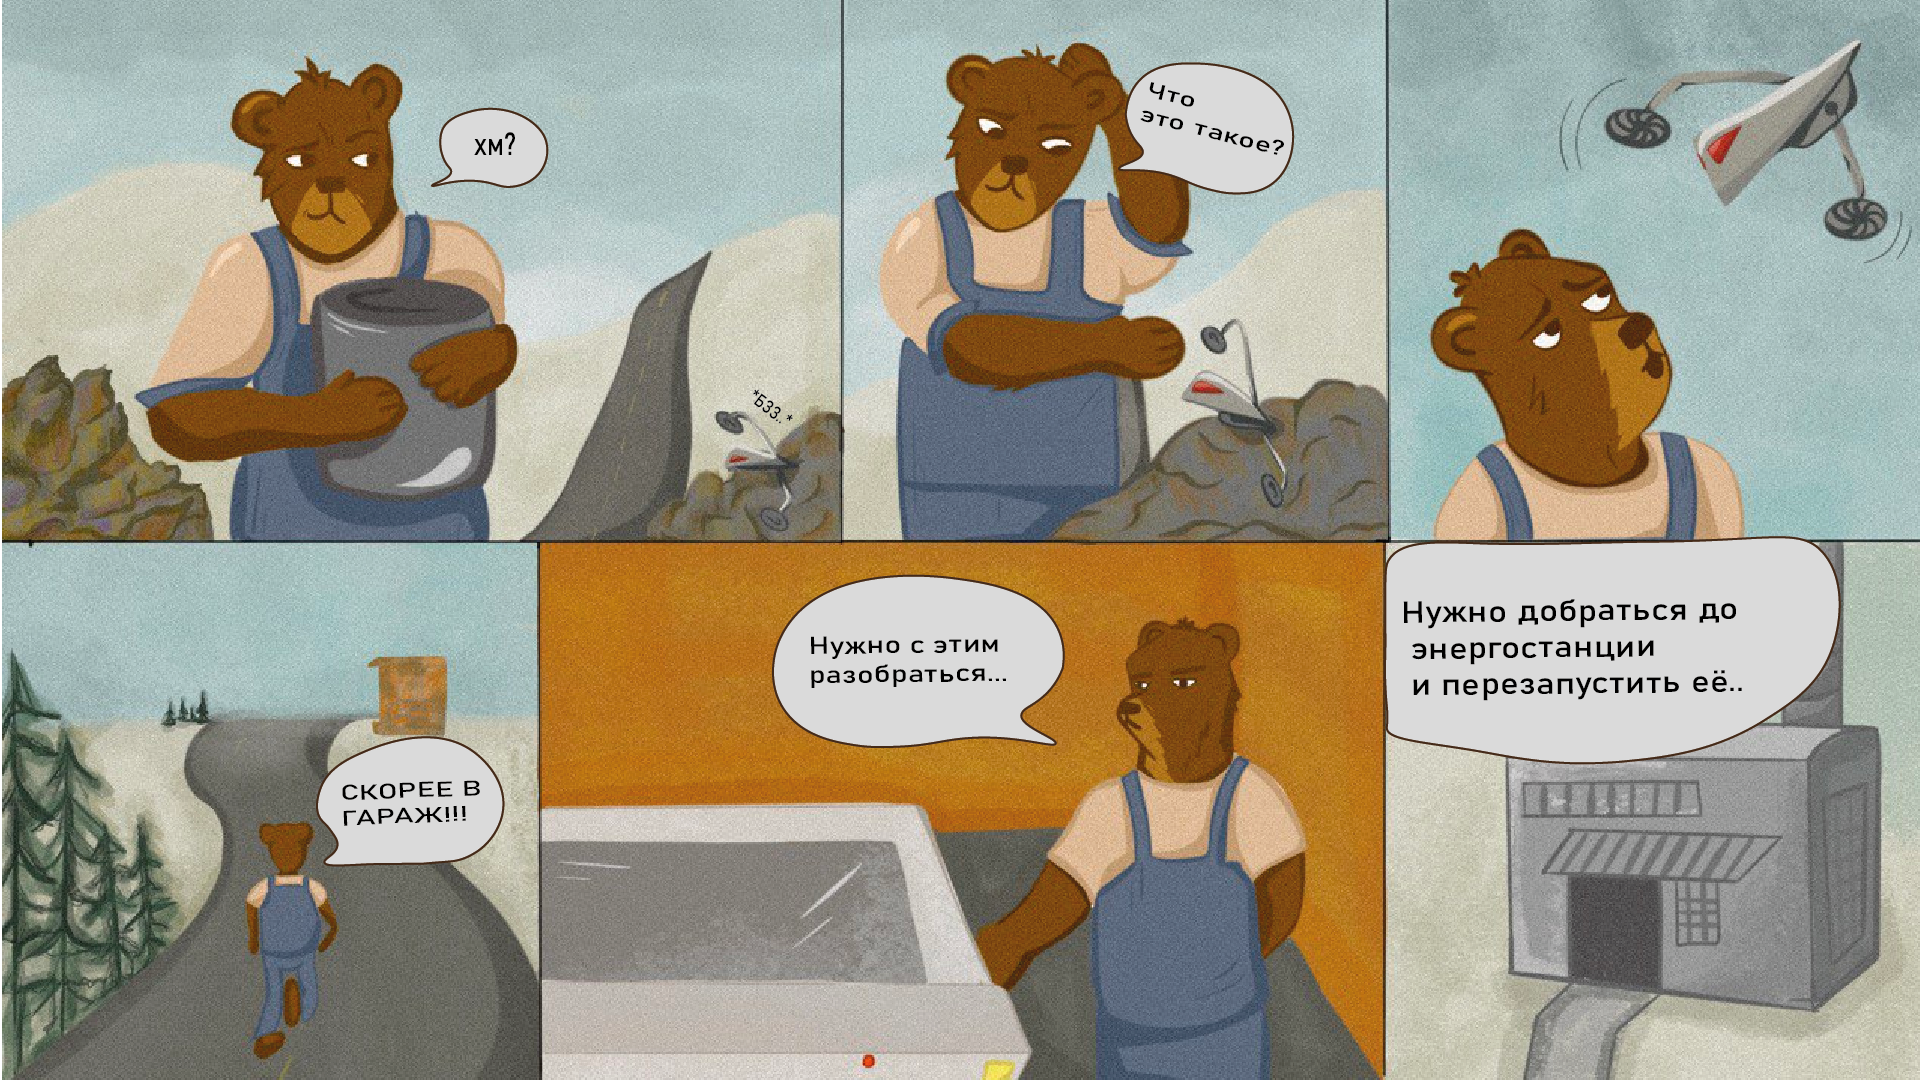 ХМ?
*БЗЗ..*
Что
это такое?
СКОРЕЕ В
ГАРАЖ!!!
Нужно с этим
разобраться...
Нужно добраться до
энергостанции
и перезапустить её..